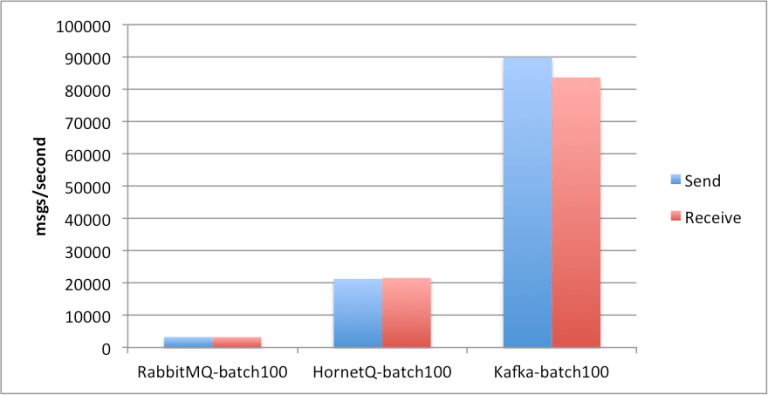 100000
90000
80000
70000
60000
50000
40000
30000
20000
10000
0
msgs/second
RabbitMQ-batch100
HornetQ-batch100
Kafka-batch100
Send
Receive